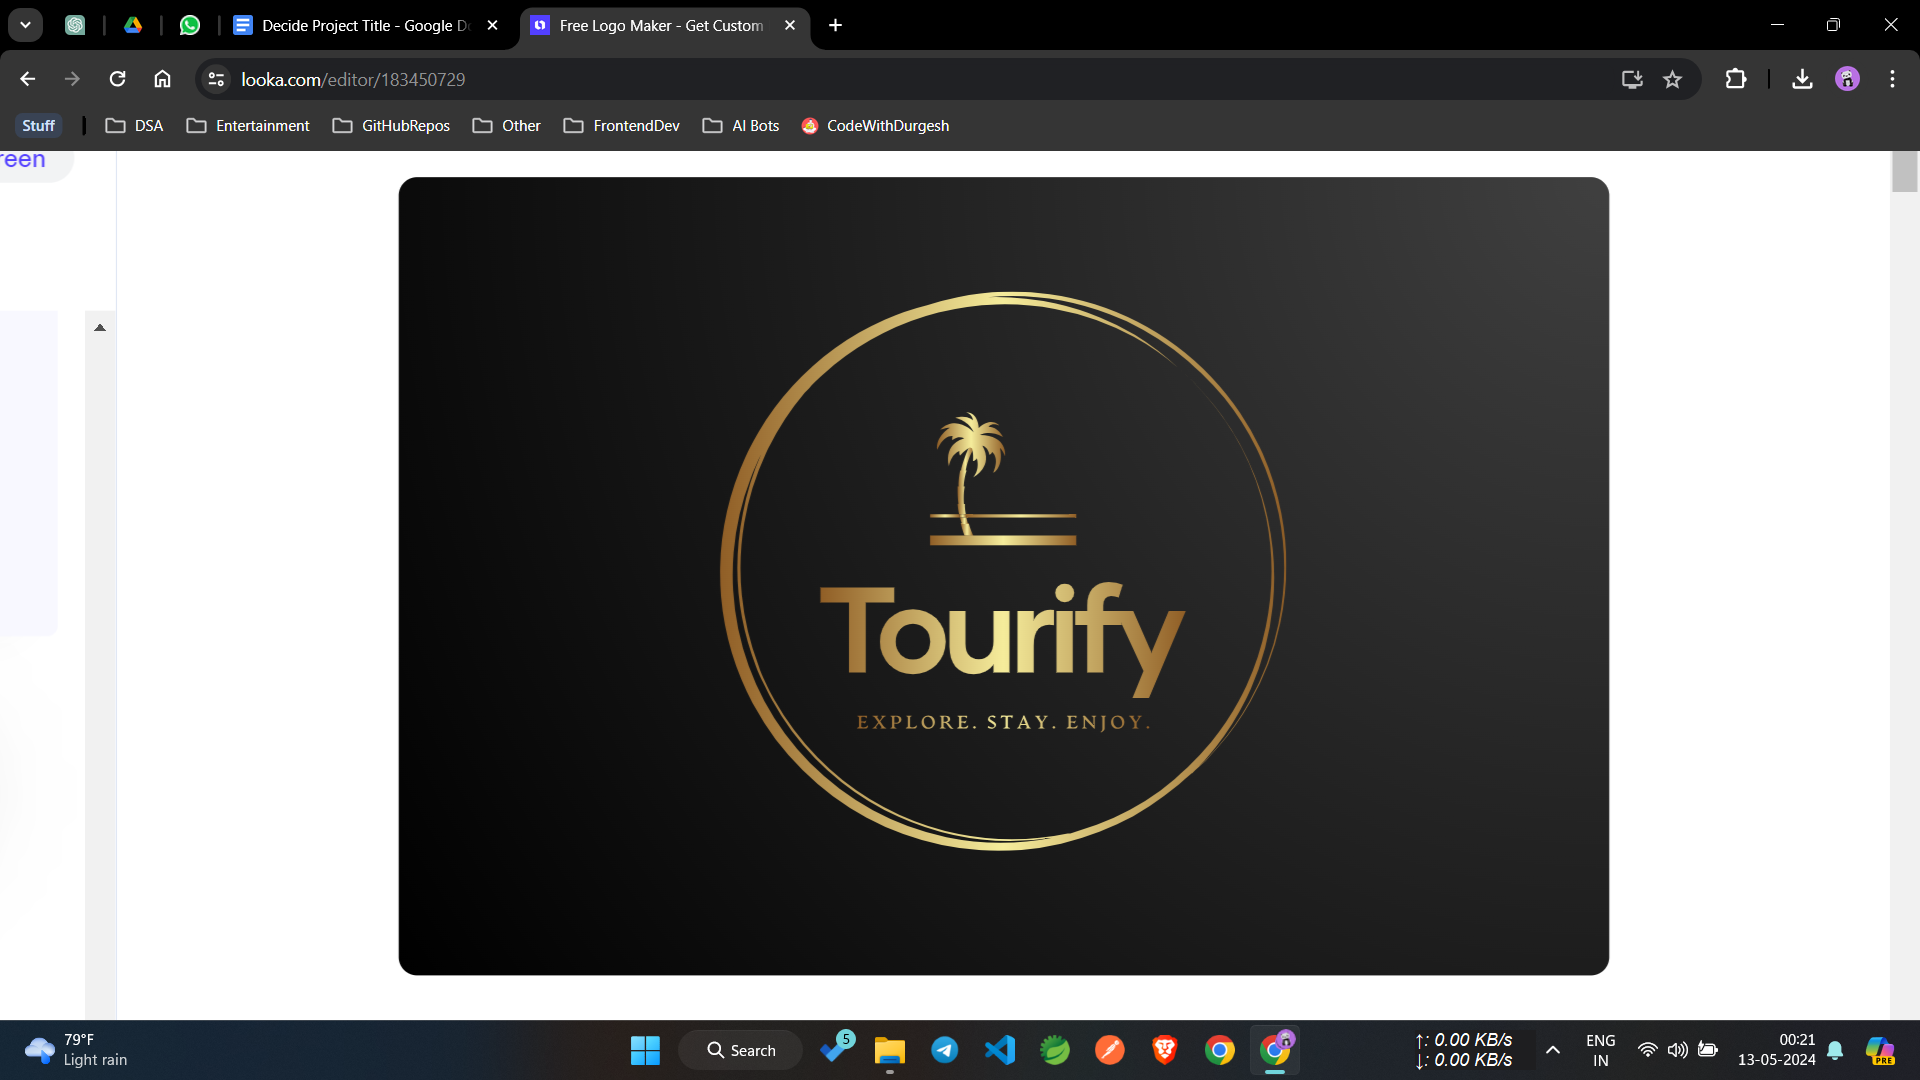 Decide Project Title - Google Do
Free Logo Maker - Get Custom
looka.com/editor/183450729
Stuff
DSA
Entertainment
GitHubRepos
Other
FrontendDev
AI Bots
CodeWithDurgesh
reen
Tourify
EXPLORE. STAY. ENJOY.
79°F
Light rain
Search
5
↑: 0.00 KB/s
↓: 0.00 KB/s
ENG
IN
00:21
13-05-2024
PRE